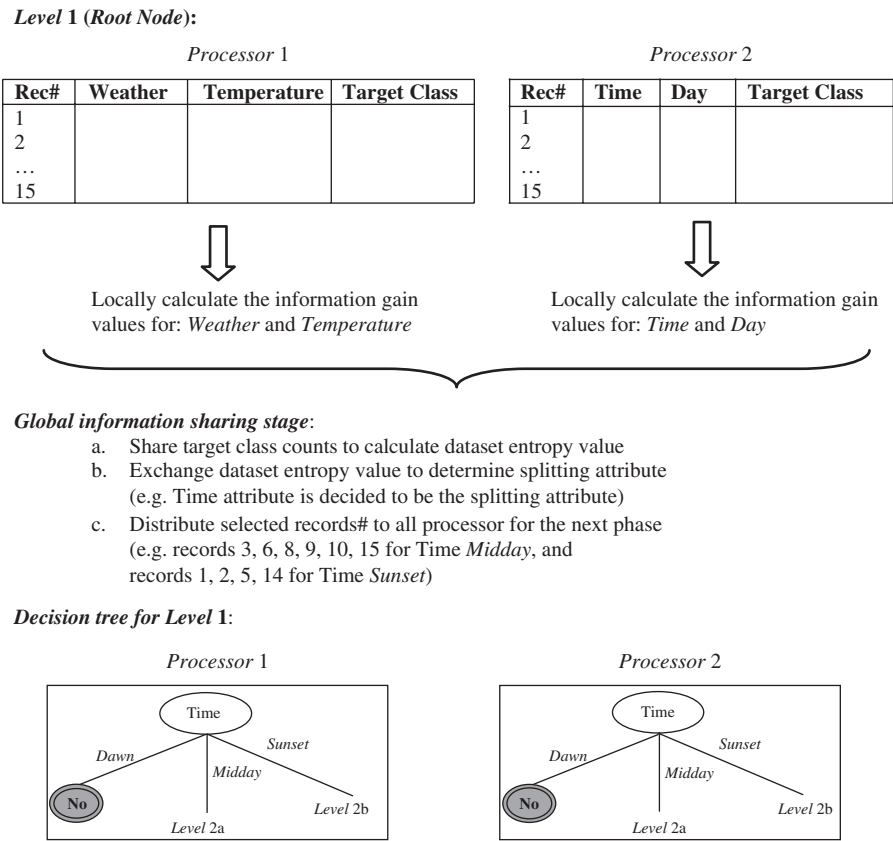 Level 1 (Root Node):
Processor 1
Processor 2
Rec# Weather Temperature Target Class
1
2
…
15
Rec# Time Day Target Class
1
2
…
15
Locally calculate the information gain
values for: Weather and Temperature
Locally calculate the information gain
values for: Time and Day
Global information sharing stage:
a. Share target class counts to calculate dataset entropy value
b. Exchange dataset entropy value to determine splitting attribute
(e.g. Time attribute is decided to be the splitting attribute)
c. Distribute selected records# to all processor for the next phase
(e.g. records 3, 6, 8, 9, 10, 15 for Time Midday, and
records 1, 2, 5, 14 for Time Sunset)
Decision tree for Level 1:
Processor 1
Time
Dawn
Midday
Sunset
No
Level 2a
Level 2b
Processor 2
Time
Dawn
Midday
Sunset
No
Level 2a
Level 2b